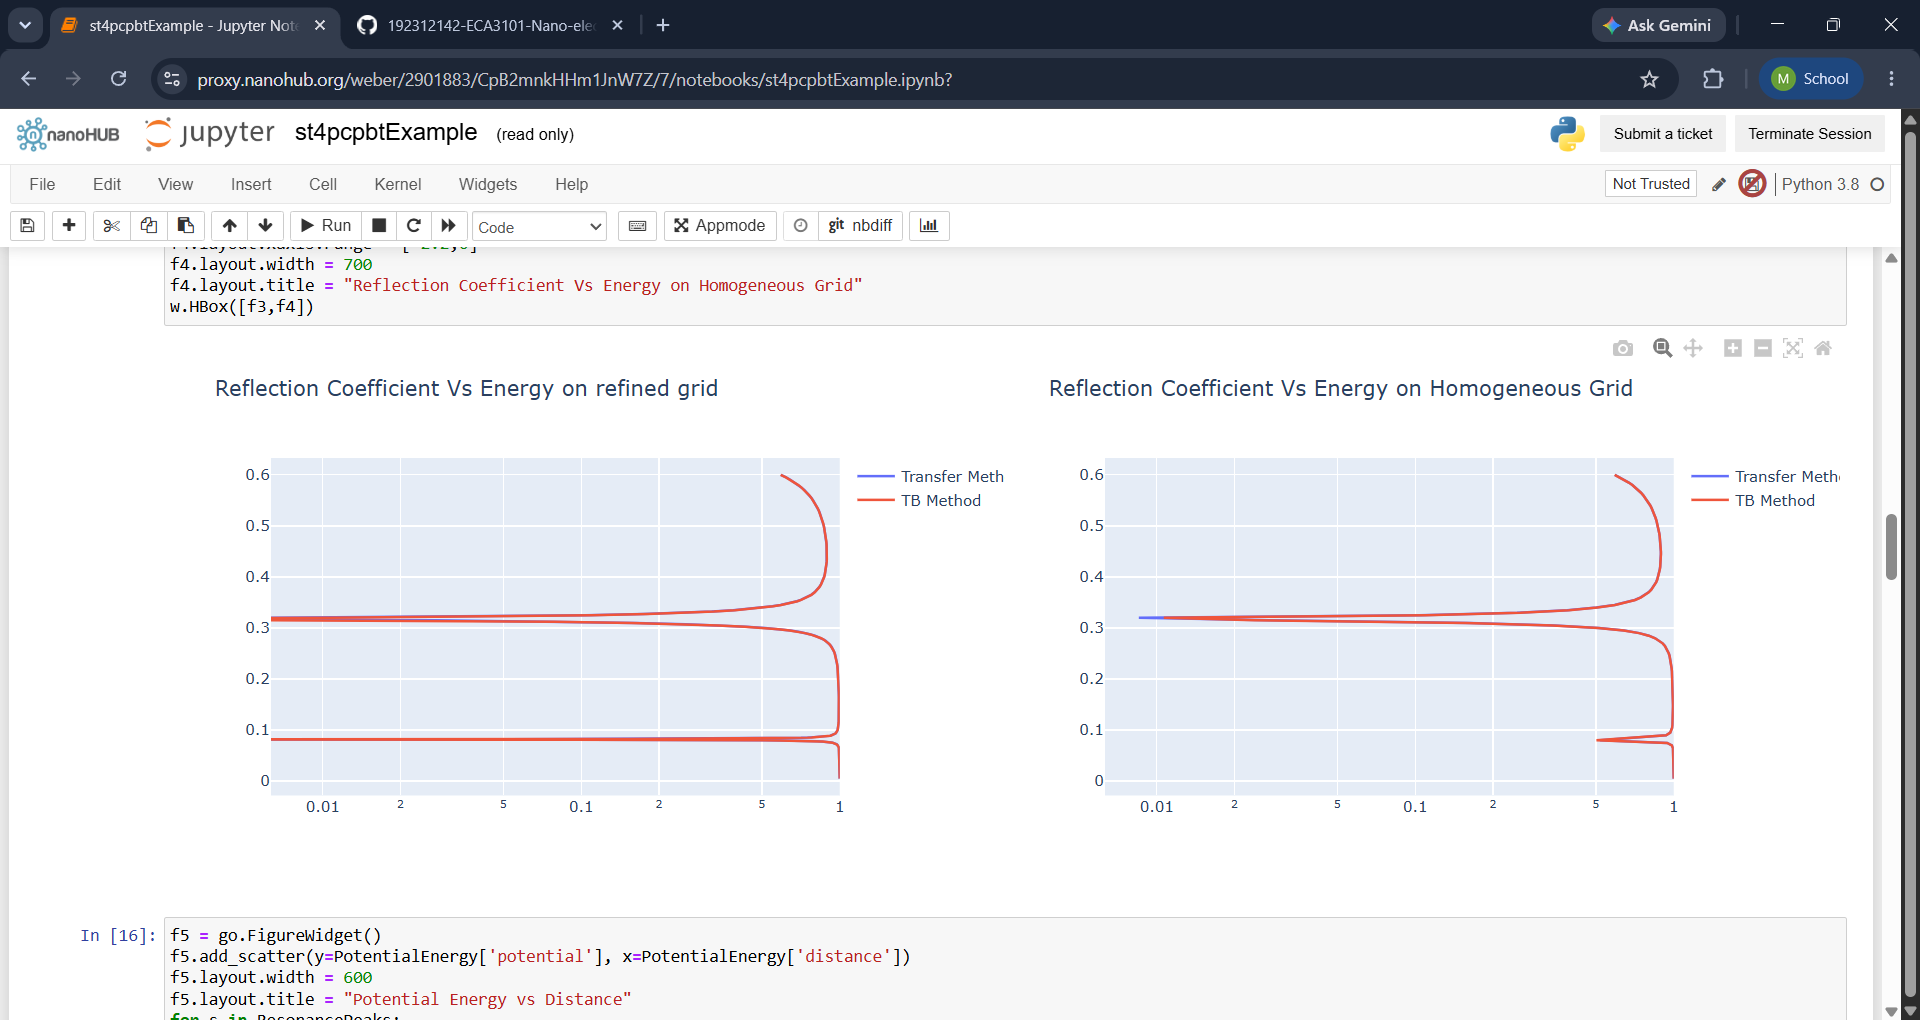 st4pcpbtExample - Jupyter Not
192312142-ECA3101-Nano-ele
Ask Gemini
proxy.nanohub.org/weber/2901883/CpB2mnkHHm1JnW7Z/7/notebooks/st4pcpbtExample.ipynb?
M School
nanoHUB jupyter st4pcpbtExample (read only)
Submit a ticket Terminate Session
File Edit View Insert Cell Kernel Widgets Help
Not Trusted Python 3.8
Run Code Appmode git nbdiff
f4.layout.width = 700
f4.layout.title = "Reflection Coefficient Vs Energy on Homogeneous Grid"
w.HBox([f3,f4])
Reflection Coefficient Vs Energy on refined grid
0.6
0.5
0.4
0.3
0.2
0.1
0
0.01 2 5 0.1 2 5 1
Transfer Meth
TB Method
Reflection Coefficient Vs Energy on Homogeneous Grid
0.6
0.5
0.4
0.3
0.2
0.1
0
0.01 2 5 0.1 2 5 1
Transfer Meth
TB Method
In [16]: f5 = go.FigureWidget()
f5.add_scatter(y=PotentialEnergy['potential'], x=PotentialEnergy['distance'])
f5.layout.width = 600
f5.layout.title = "Potential Energy vs Distance"
for s in ResonancePeaks: